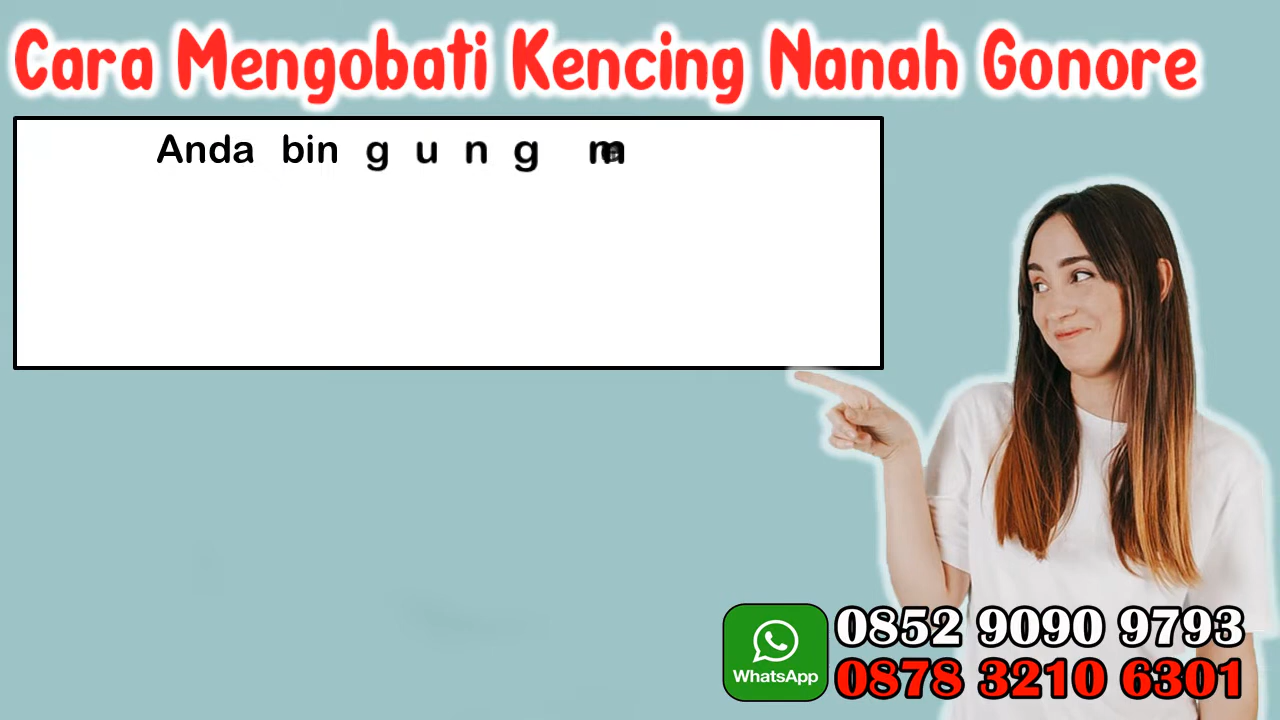 Cara Mengobati Kencing Nanah Gonore
Anda bingung
0852 9090 9793
WhatsApp
0878 3210 6301